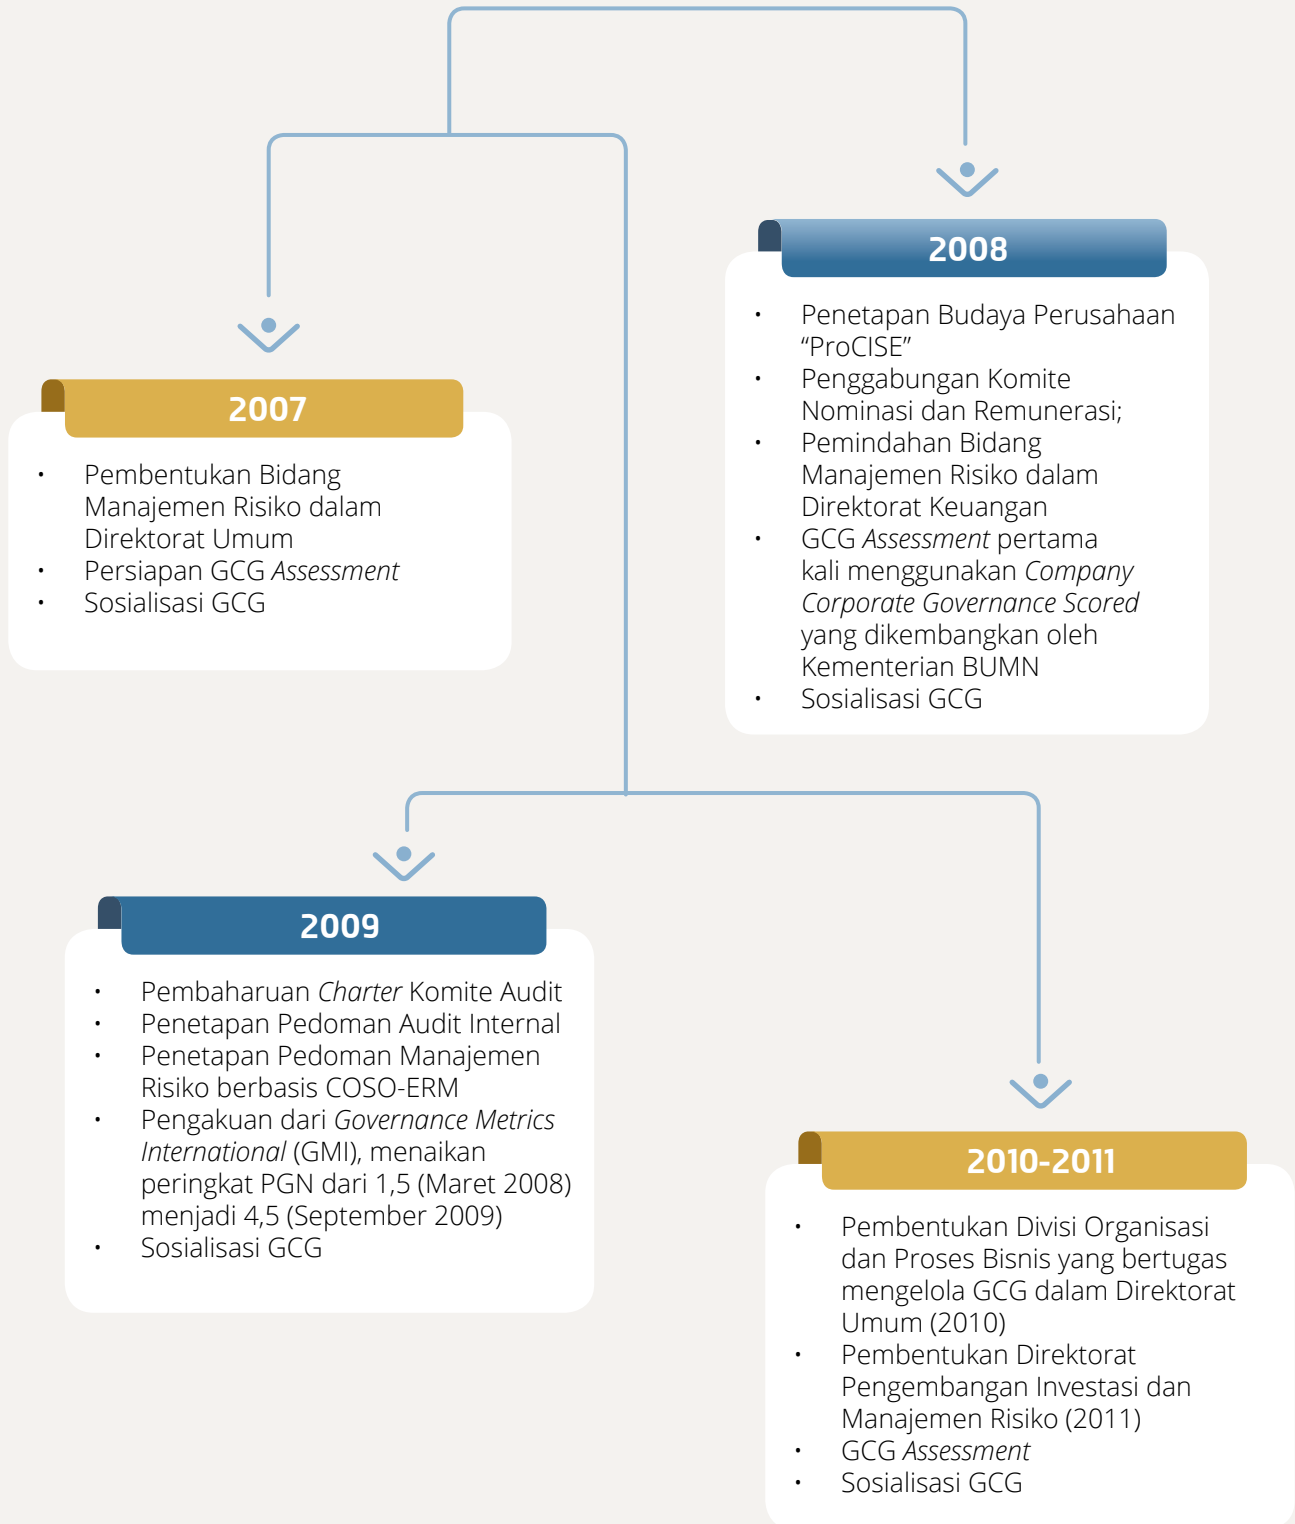 2007
• Pembentukan Bidang
Manajemen Risiko dalam
Direktorat Umum
• Persiapan GCG Assessment
• Sosialisasi GCG
2008
• Penetapan Budaya Perusahaan
“ProCISE”
• Penggabungan Komite
Nominasi dan Remunerasi;
• Pemindahan Bidang
Manajemen Risiko dalam
Direktorat Keuangan
• GCG Assessment pertama
kali menggunakan Company
Corporate Governance Scored
yang dikembangkan oleh
Kementerian BUMN
• Sosialisasi GCG
2009
• Pembaharuan Charter Komite Audit
• Penetapan Pedoman Audit Internal
• Penetapan Pedoman Manajemen
Risiko berbasis COSO-ERM
• Pengakuan dari Governance Metrics
International (GMI), menaikan
peringkat PGN dari 1,5 (Maret 2008)
menjadi 4,5 (September 2009)
• Sosialisasi GCG
2010-2011
• Pembentukan Divisi Organisasi
dan Proses Bisnis yang bertugas
mengelola GCG dalam Direktorat
Umum (2010)
• Pembentukan Direktorat
Pengembangan Investasi dan
Manajemen Risiko (2011)
• GCG Assessment
• Sosialisasi GCG